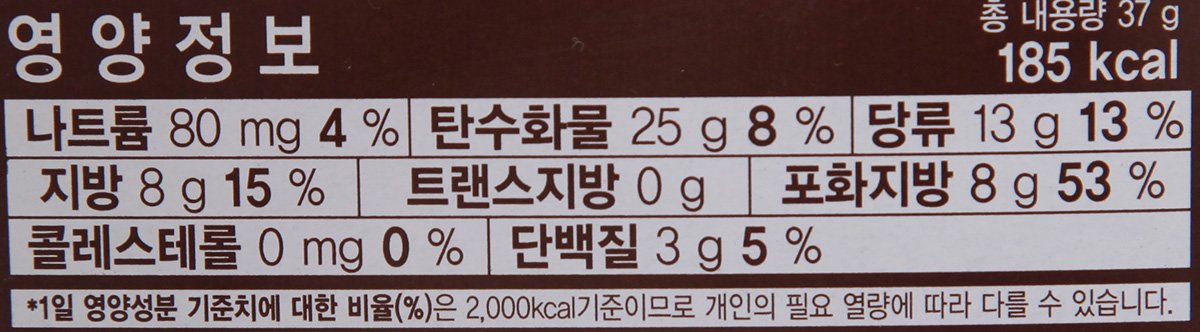 영양정보
총 내용량 37 g
185 kcal
나트륨 80 mg 4 % 탄수화물 25 g 8 % 당류 13 g 13 %
지방 8 g 15 % 트랜스지방 0 g 포화지방 8 g 53 %
콜레스테롤 0 mg 0 % 단백질 3 g 5 %
*1일 영양성분 기준치에 대한 비율(%)은 2,000kcal기준이므로 개인의 필요 열량에 따라 다를 수 있습니다.